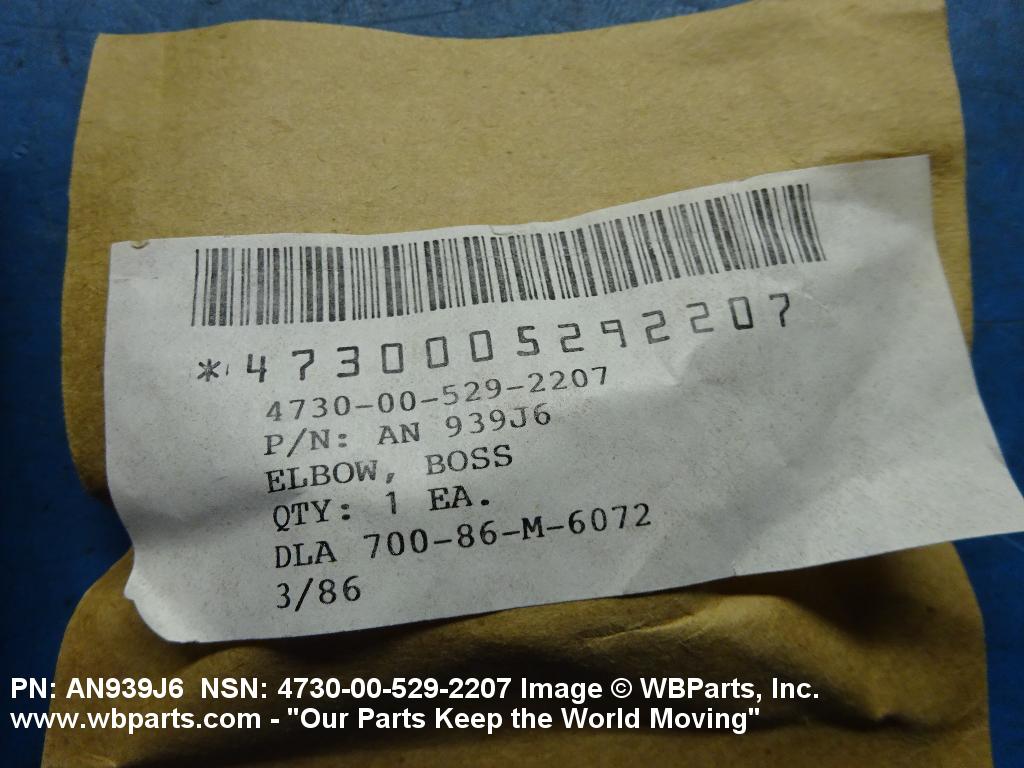 *4730005292207
4730-00-529-2207
P/N: AN 939J6
ELBOW, BOSS
QTY: 1 EA.
DLA 700-86-M-6072
3/86
PN: AN939J6  NSN: 4730-00-529-2207 Image © WBParts, Inc.
www.wbparts.com - "Our Parts Keep the World Moving"